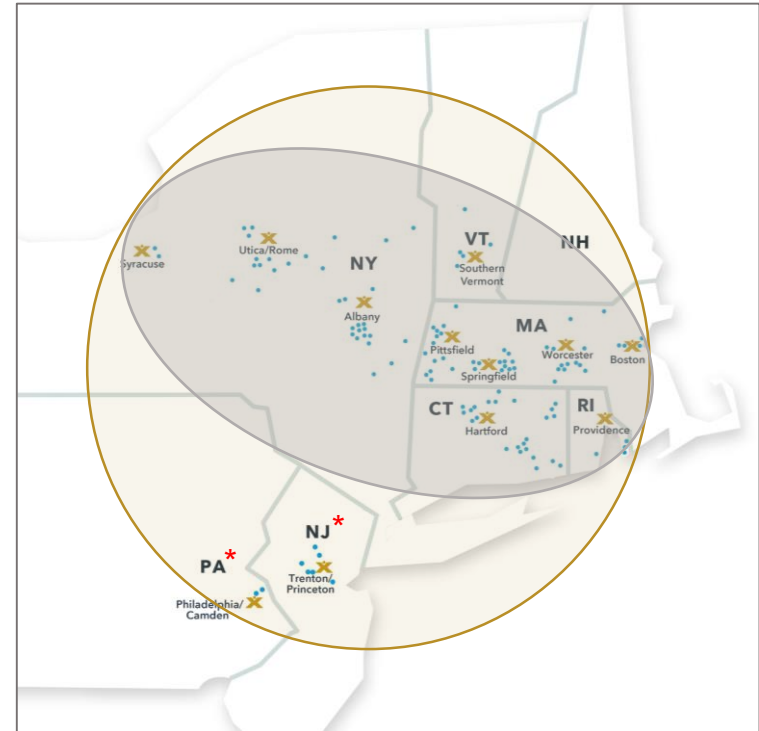 VT
NH
Utica/Rome
Syracuse
NY
Southern
Vermont
Albany
MA
Pittsfield
Worcester
Boston
Springfield
CT
RI
Hartford
Providence
NJ*
PA*
Trenton/
Princeton
Philadelphia/
Camden